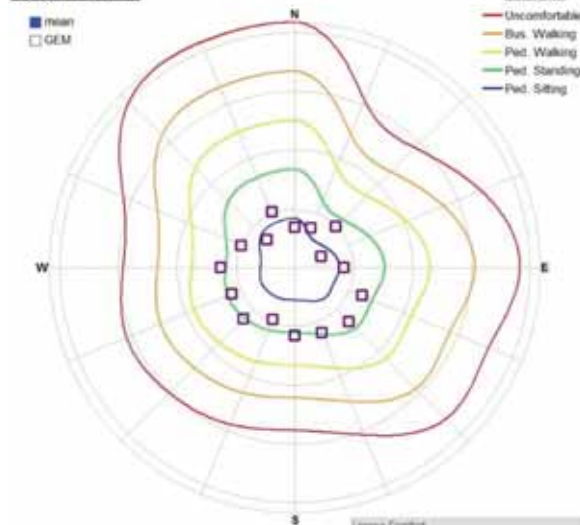 N
mean
GEM
Uncomfortable
Bus. Walking
Ped. Walking
Ped. Standing
Ped. Sitting
W
E
S